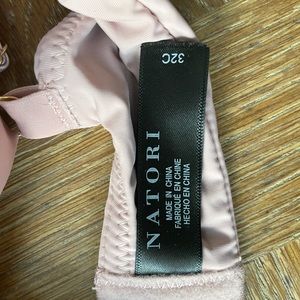 32C
NATORI
MADE IN CHINA
FABRIQUÉ EN CHINE
HECHO EN CHINA